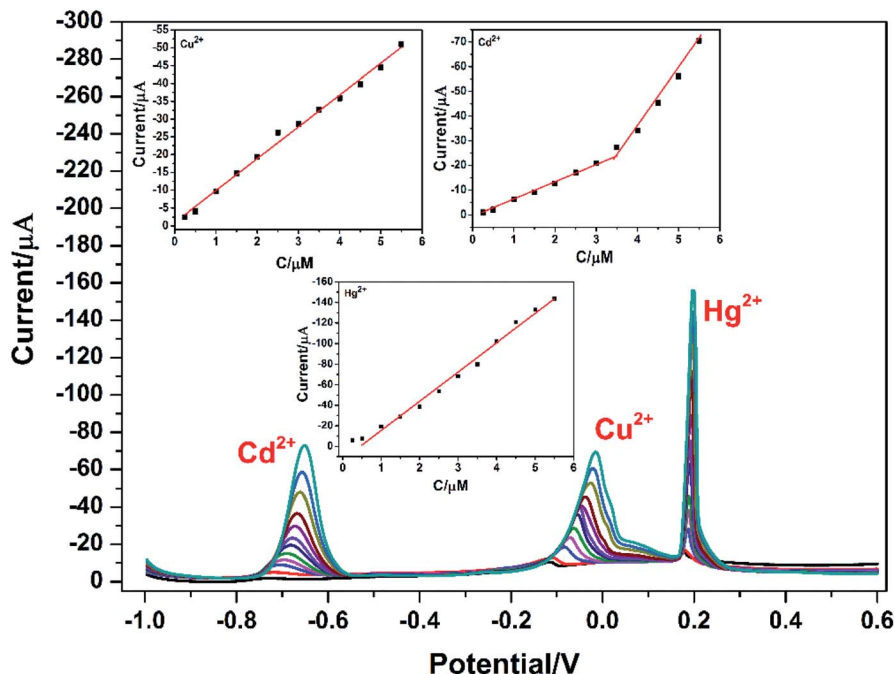 -300
-280
-260
-240
-220
-200
-180
-160
-140
-120
-100
-80
-60
-40
-20
0
Current/μA
-1.0 -0.8 -0.6 -0.4 -0.2 0.0 0.2 0.4 0.6
Potential/V
Cd²⁺
Cu²⁺
Hg²⁺
Cu²⁺
-55
-50
-45
-40
-35
-30
-25
-20
-15
-10
-5
0
Current/μA
0 1 2 3 4 5 6
C/μM
Cd²⁺
-70
-60
-50
-40
-30
-20
-10
0
Current/μA
0 1 2 3 4 5 6
C/μM
Hg²⁺
-160
-140
-120
-100
-80
-60
-40
-20
0
Current/μA
0 1 2 3 4 5 6
C/μM